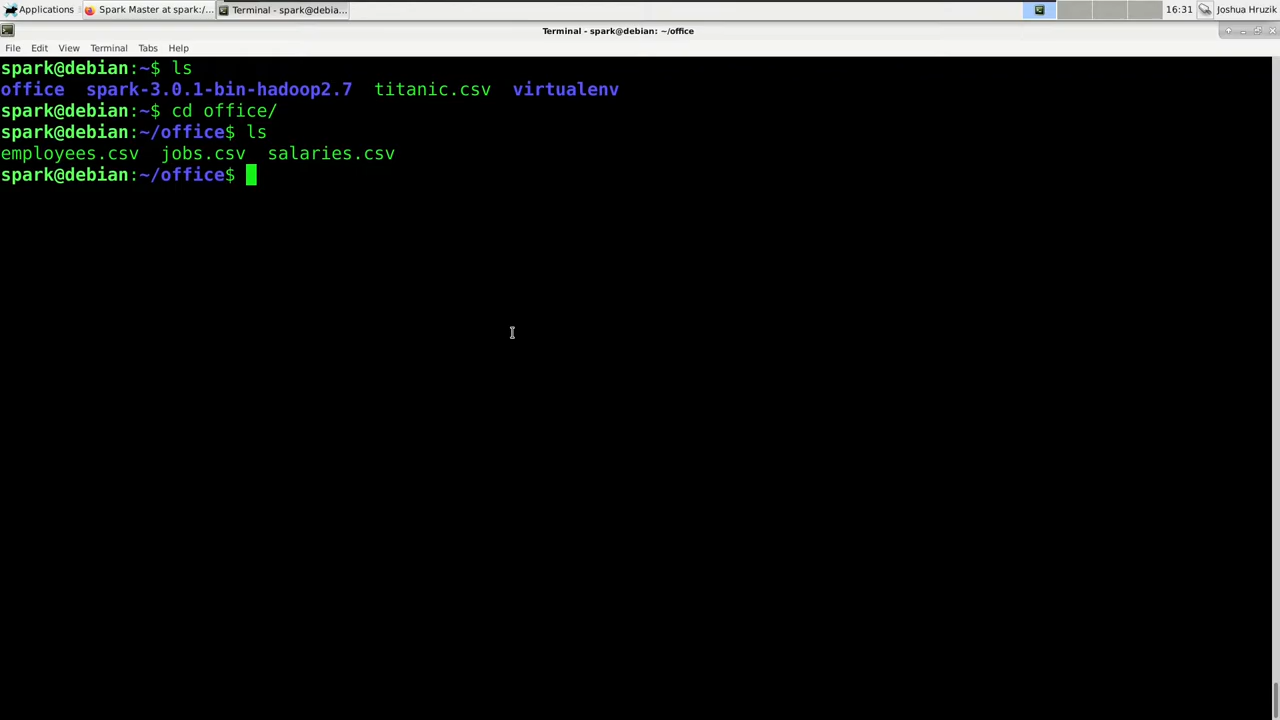 Applications Spark Master at spark:/... Terminal - spark@debia... 16:31 Joshua Hruzik
Terminal - spark@debian: ~/office
File Edit View Terminal Tabs Help
spark@debian:~$ ls
office spark-3.0.1-bin-hadoop2.7 titanic.csv virtualenv
spark@debian:~$ cd office/
spark@debian:~/office$ ls
employees.csv jobs.csv salaries.csv
spark@debian:~/office$